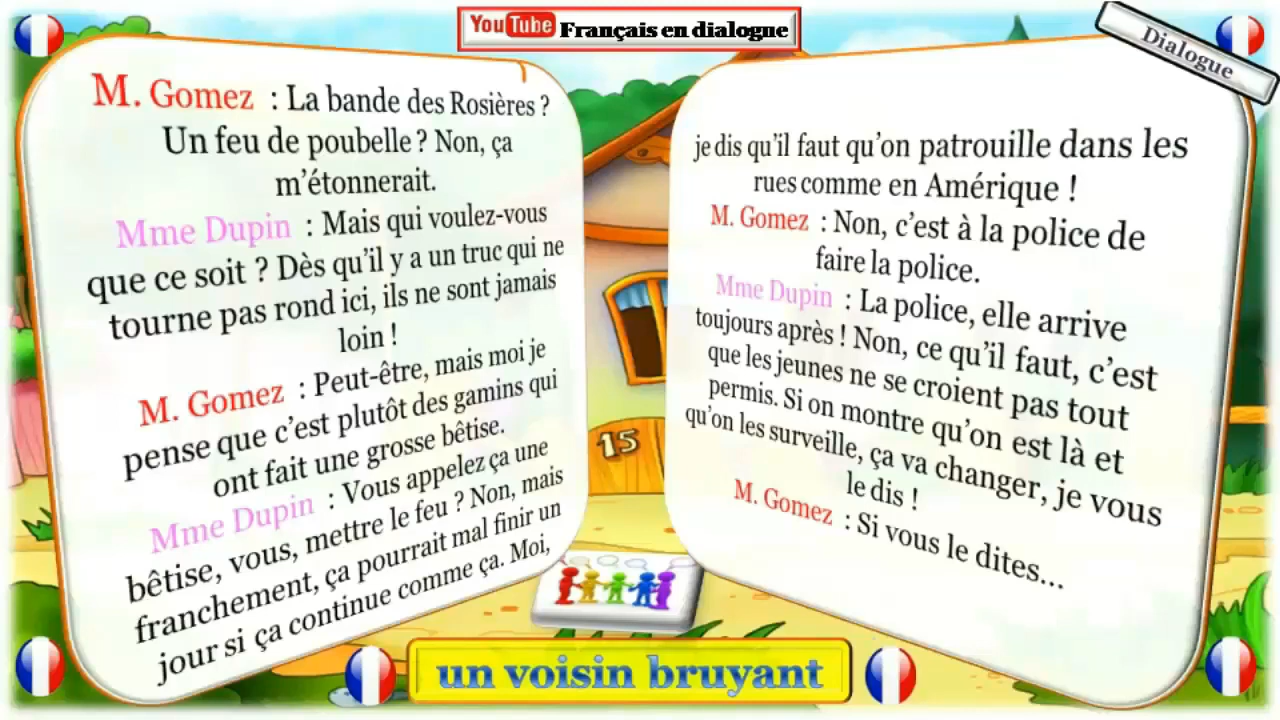 YouTube Français en dialogue
Dialogue
M. Gomez : La bande des Rosières ?
Un feu de poubelle ? Non, ça
m'étonnerait.
Mme Dupin : Mais qui voulez-vous
que ce soit ? Dès qu'il y a un truc qui ne
tourne pas rond ici, ils ne sont jamais
loin !
M. Gomez : Peut-être, mais moi je
pense que c'est plutôt des gamins qui
ont fait une grosse bêtise.
Mme Dupin : Vous appelez ça une
bêtise, vous, mettre le feu ? Non, mais
franchement, ça pourrait mal finir un
jour si ça continue comme ça. Moi,
je dis qu'il faut qu'on patrouille dans les
rues comme en Amérique !
M. Gomez : Non, c'est à la police de
faire la police.
Mme Dupin : La police, elle arrive
toujours après ! Non, ce qu'il faut, c'est
que les jeunes ne se croient pas tout
permis. Si on montre qu'on est là et
qu'on les surveille, ça va changer, je vous
le dis !
M. Gomez : Si vous le dites...
15
un voisin bruyant